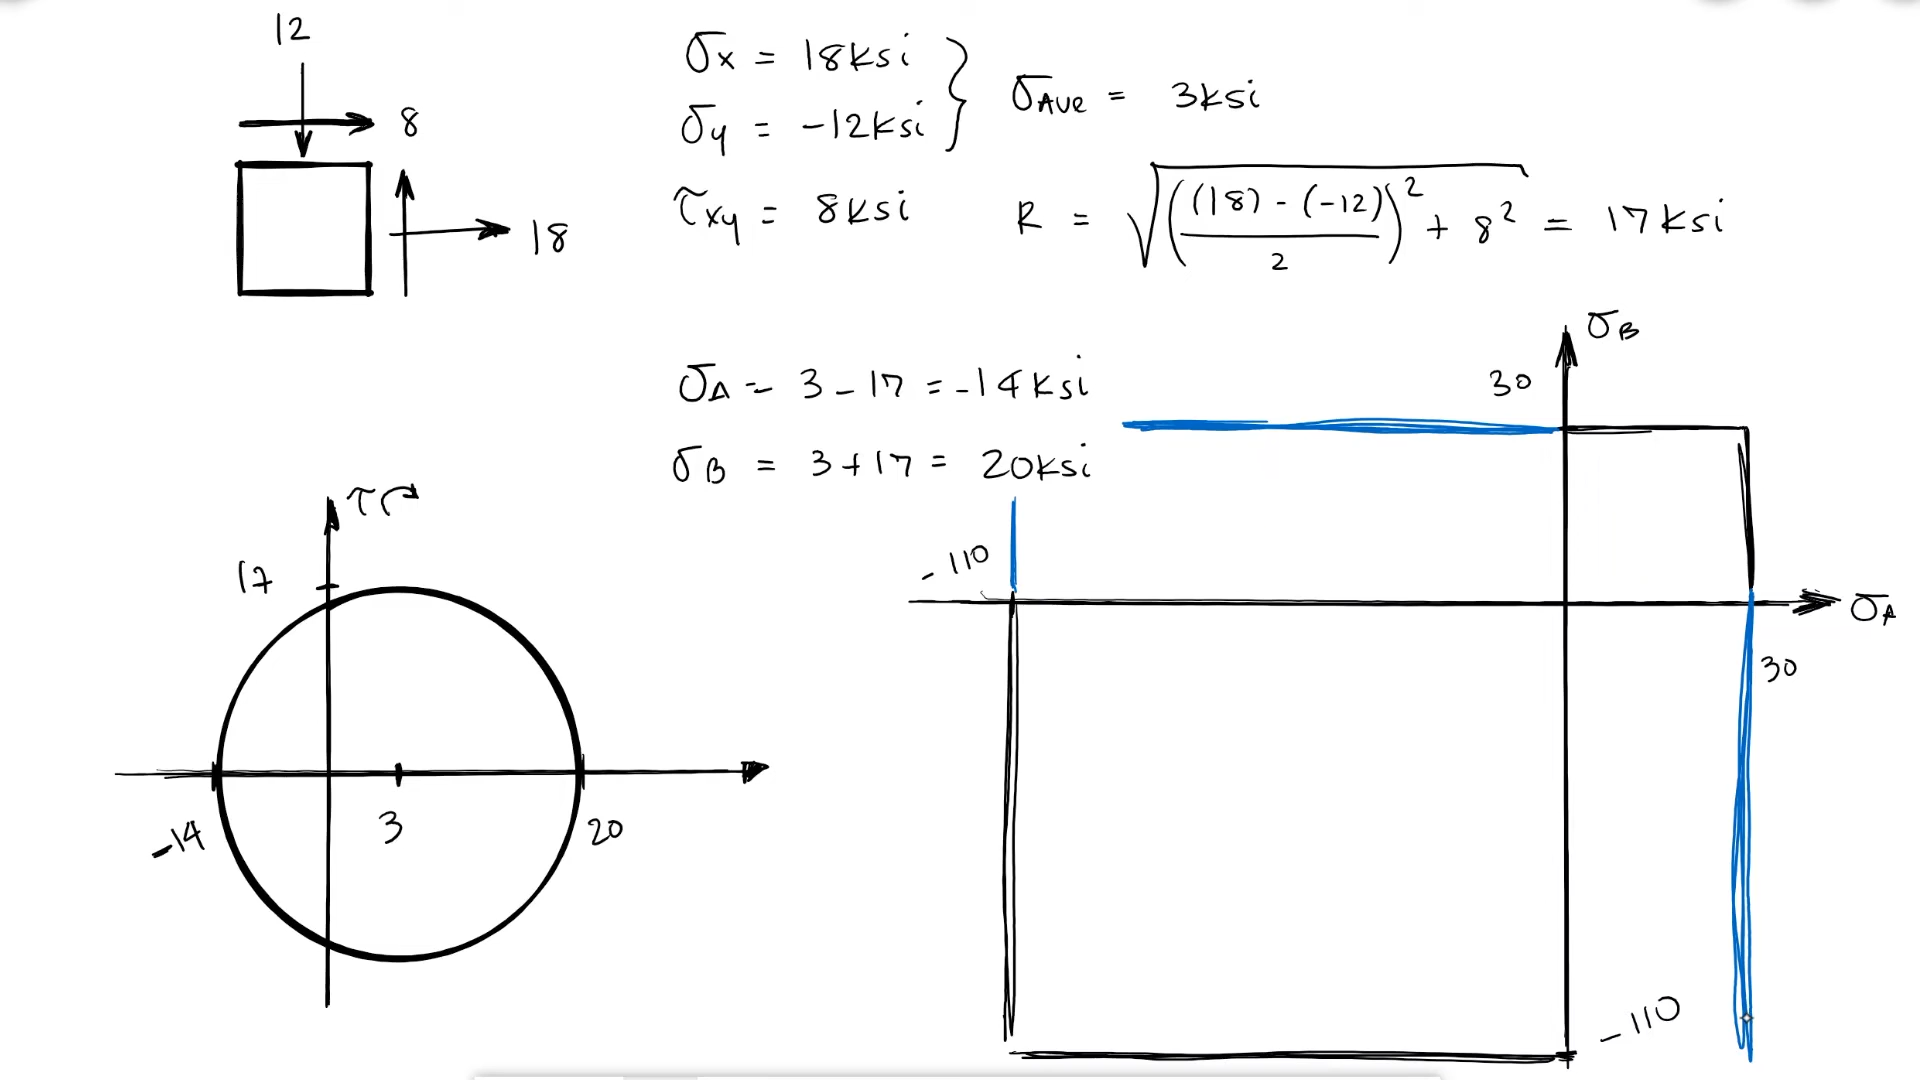 12
8
18
σx = 18ksi
σy = -12ksi
σAve = 3ksi
τxy = 8ksi
R = √(((18) - (-12))/2)² + 8² = 17ksi
σA = 3 - 17 = -14ksi
σB = 3 + 17 = 20ksi
τ
17
-14
3
20
σB
30
-110
σA
30
-110